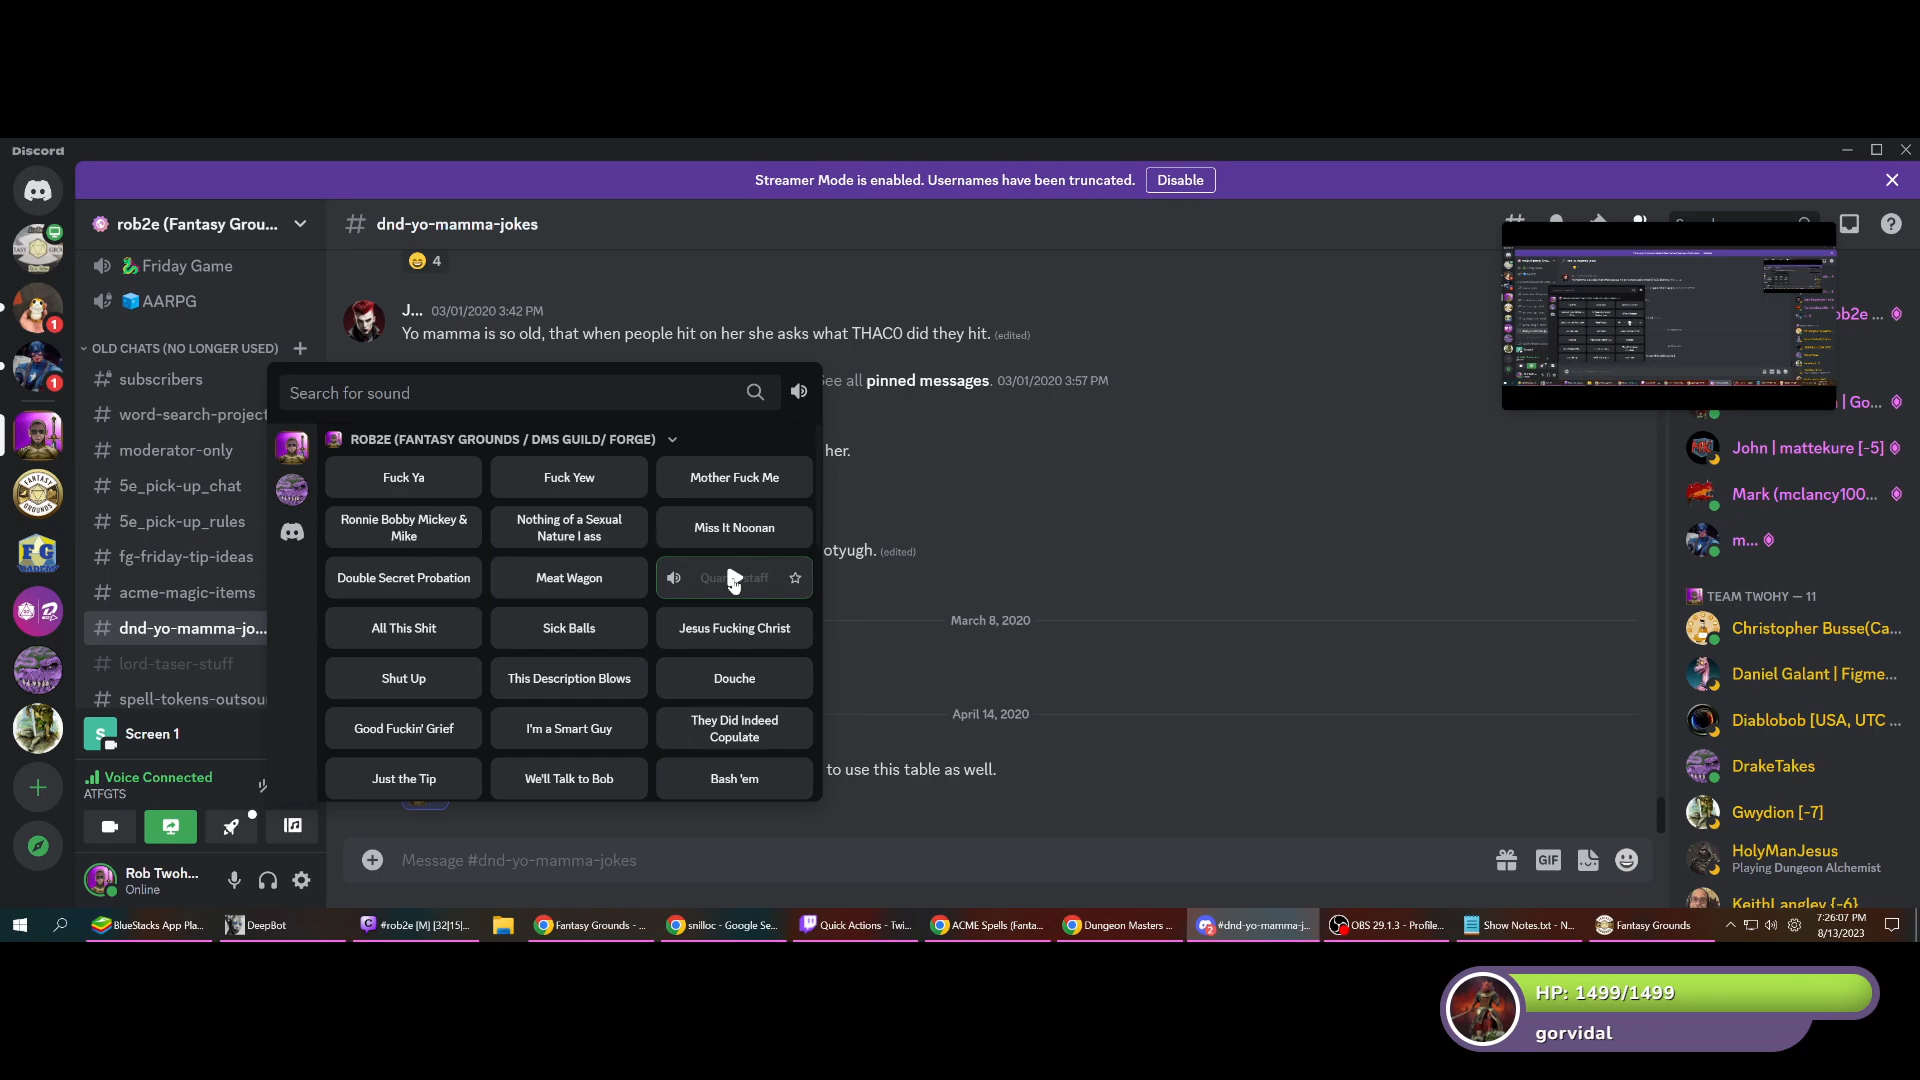 Discord
Streamer Mode is enabled. Usernames have been truncated.
Disable
rob2e (Fantasy Grou...
# dnd-yo-mamma-jokes
Friday Game
AARPG
OLD CHATS (NO LONGER USED)
subscribers
word-search-project
moderator-only
5e_pick-up_chat
5e_pick-up_rules
fg-friday-tip-ideas
acme-magic-items
dnd-yo-mamma-jo...
lord-taser-stuff
spell-tokens-outsou
Screen 1
Voice Connected
ATFGTS
Rob Twoh...
Online
4
J... 03/01/2020 3:42 PM
Yo mamma is so old, that when people hit on her she asks what THAC0 did they hit. (edited)
See all pinned messages. 03/01/2020 3:57 PM
her.
otyugh. (edited)
March 8, 2020
April 14, 2020
to use this table as well.
Message #dnd-yo-mamma-jokes
GIF
Search for sound
ROB2E (FANTASY GROUNDS / DMS GUILD/ FORGE)
Fuck Ya
Fuck Yew
Mother Fuck Me
Ronnie Bobby Mickey &
Mike
Nothing of a Sexual
Nature I ass
Miss It Noonan
Double Secret Probation
Meat Wagon
All This Shit
Sick Balls
Jesus Fucking Christ
Shut Up
This Description Blows
Douche
Good Fuckin' Grief
I'm a Smart Guy
They Did Indeed
Copulate
Just the Tip
We'll Talk to Bob
Bash 'em
ob2e ...
| Go...
John | mattekure [-5]
Mark (mclancy100...
m...
TEAM TWOHY — 11
Christopher Busse(Ca...
Daniel Galant | Figme...
Diablobob [USA, UTC ...
DrakeTakes
Gwydion [-7]
HolyManJesus
Playing Dungeon Alchemist
KeithLangley {-6}
BlueStacks App Pla...
DeepBot
#rob2e [M] [32|15|...
Fantasy Grounds - ...
snilloc - Google Se...
Quick Actions - Twi...
ACME Spells (Fanta...
Dungeon Masters ...
#dnd-yo-mamma-j...
OBS 29.1.3 - Profile...
Show Notes.txt - N...
Fantasy Grounds
7:26:07 PM
8/13/2023
HP: 1499/1499
gorvidal